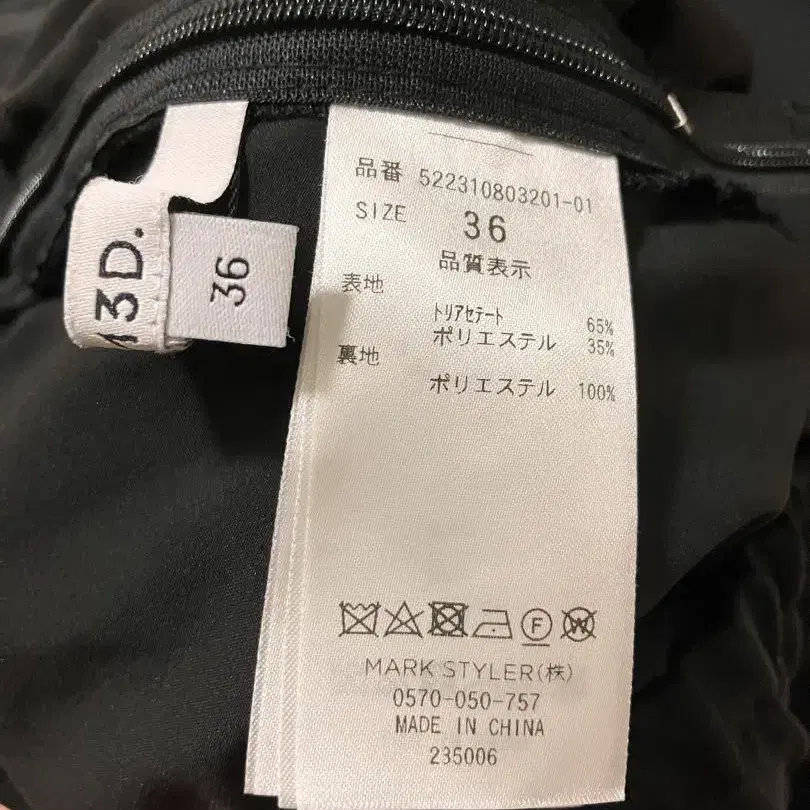 品番 522310803201-01
SIZE 36
品質表示
表地
トリアセテート 65%
ポリエステル 35%
裏地
ポリエステル 100%
F
W
MARK STYLER(株)
0570-050-757
MADE IN CHINA
235006
13D.
36